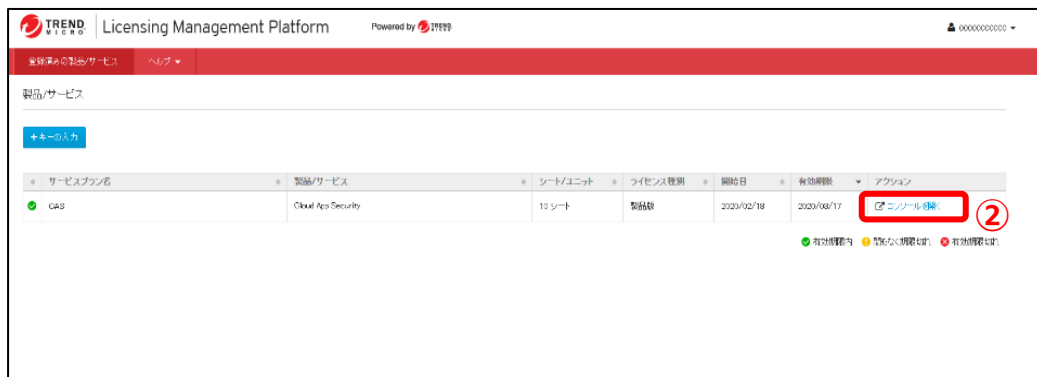 TREND MICRO Licensing Management Platform Powered by TREND MICRO oooooooooo
登録済みの製品/サービス ヘルプ
製品/サービス
+キーの入力
サービスプラン名 製品/サービス シート/ユニット ライセンス種別 開始日 有効期限 アクション
CAS Cloud App Security 10 シート 製品版 2020/02/18 2020/03/17 コンソールを開く
②
有効期限内 間もなく期限切れ 有効期限切れ